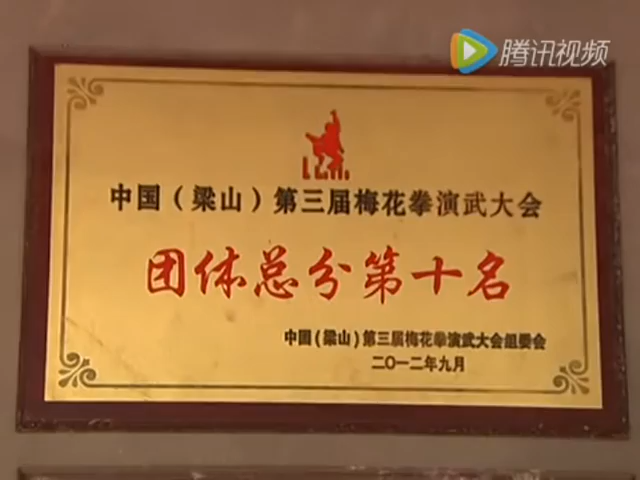 腾讯视频
中国（梁山）第三届梅花拳演武大会
团体总分第十名
中国（梁山）第三届梅花拳演武大会组委会
二〇一二年九月